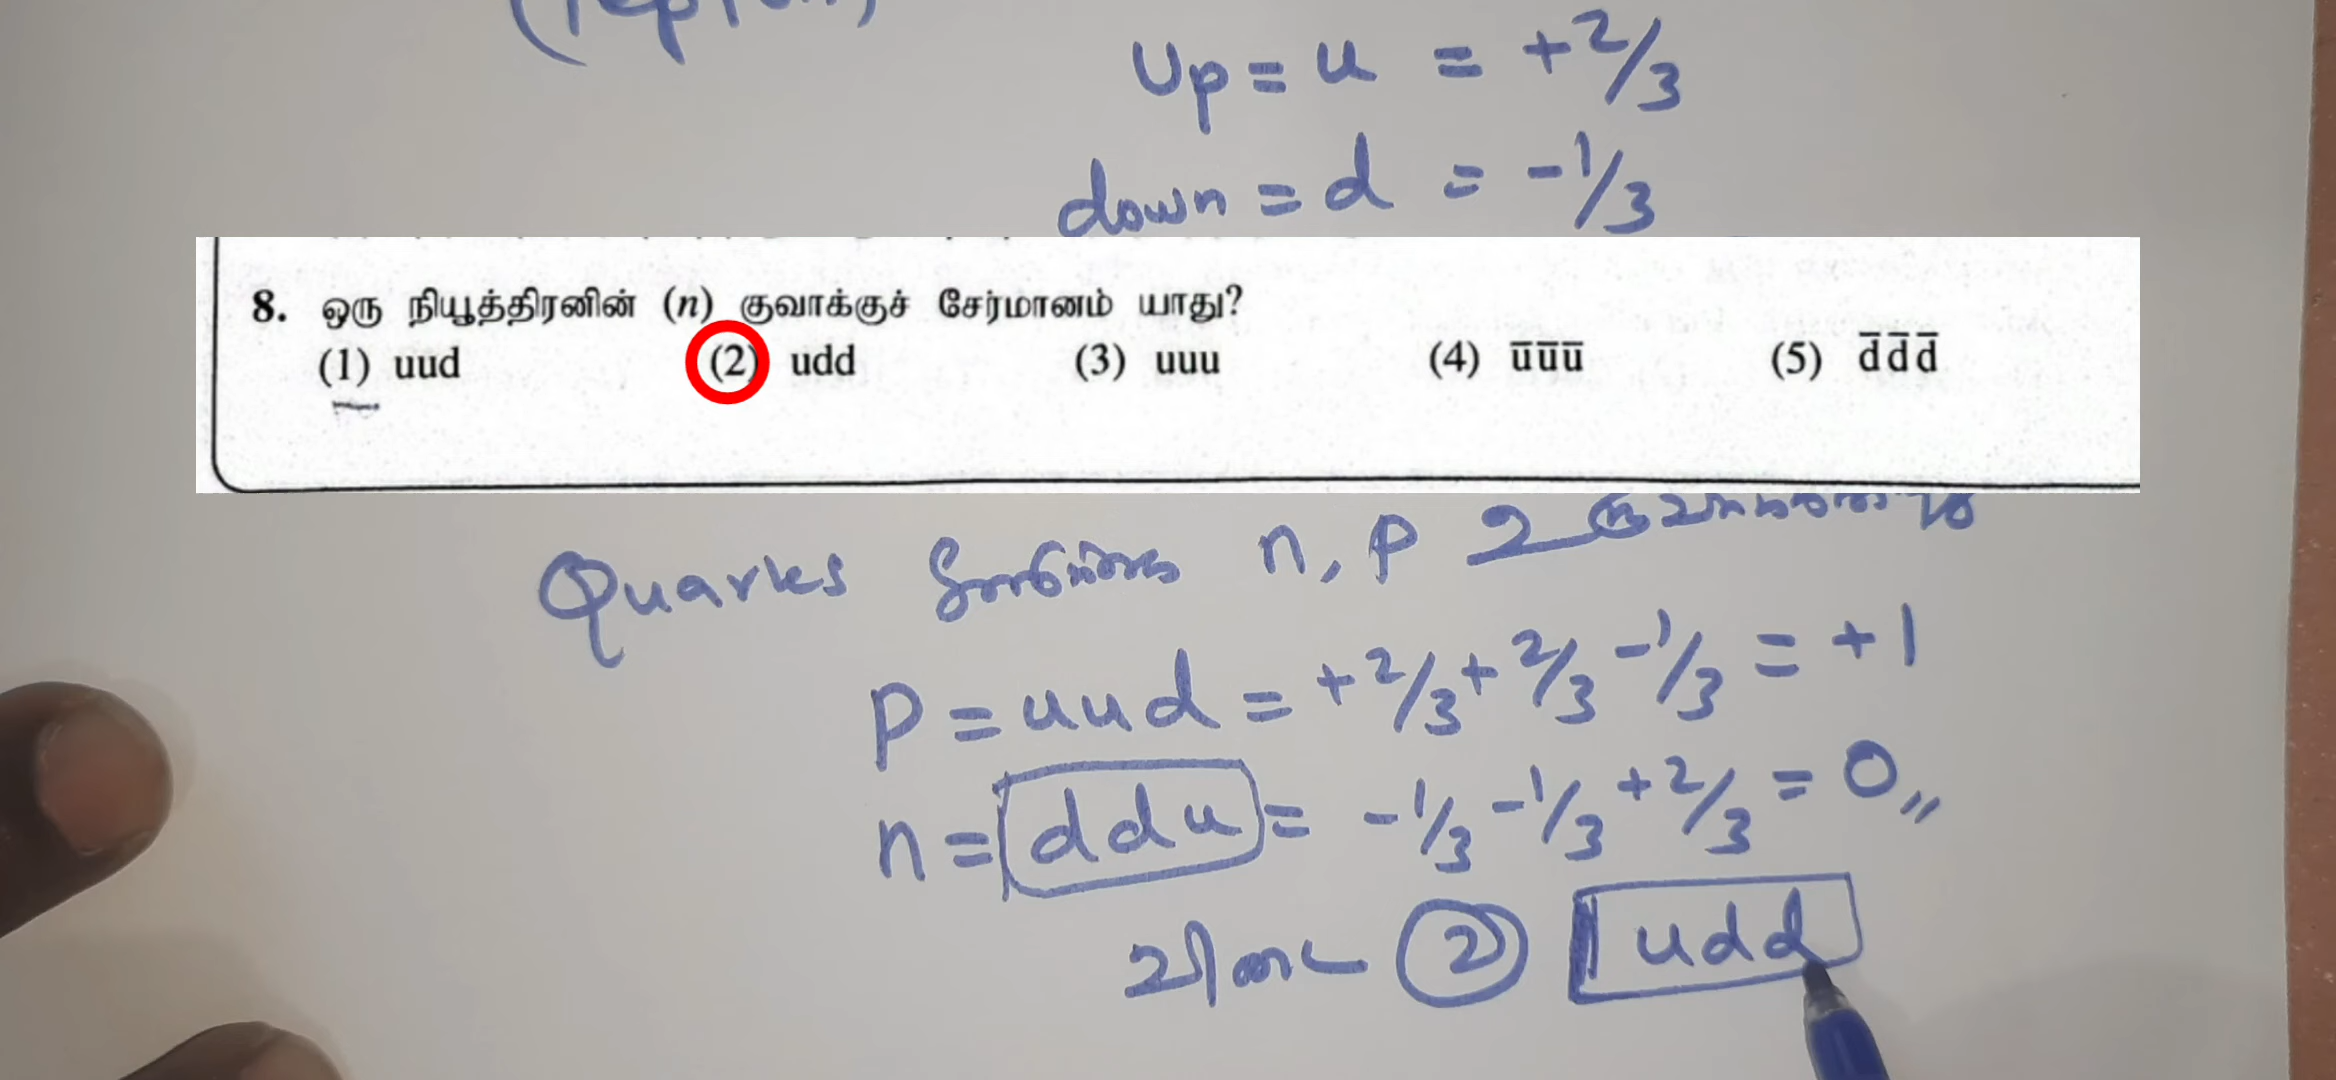 Up = u = +2/3
down = d = -1/3
8. ஒரு நியூத்திரனின் (n) குவாக்குச் சேர்மானம் யாது?
(1) uud (2) udd (3) uuu (4) u̅u̅u̅ (5) d̅d̅d̅
Quarks n, p
P = uud = +2/3 + 2/3 - 1/3 = +1
n = ddu = -1/3 - 1/3 + 2/3 = 0,,
விடை 2 udd